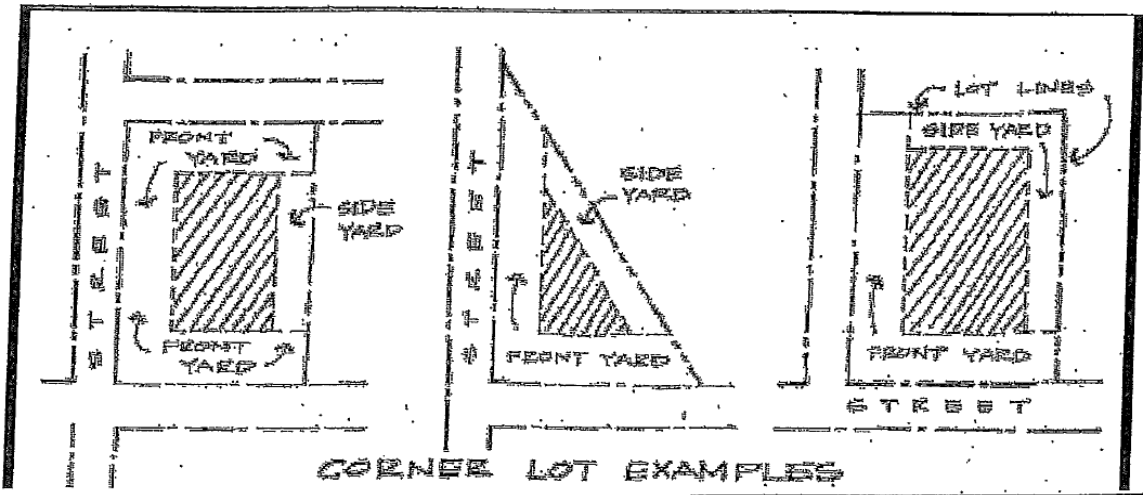 STREET
FRONT
YARD
SIDE
YARD
FRONT
YARD
STREET
SIDE
YARD
FRONT YARD
LOT LINES
SIDE YARD
FRONT YARD
STREET
CORNER LOT EXAMPLES